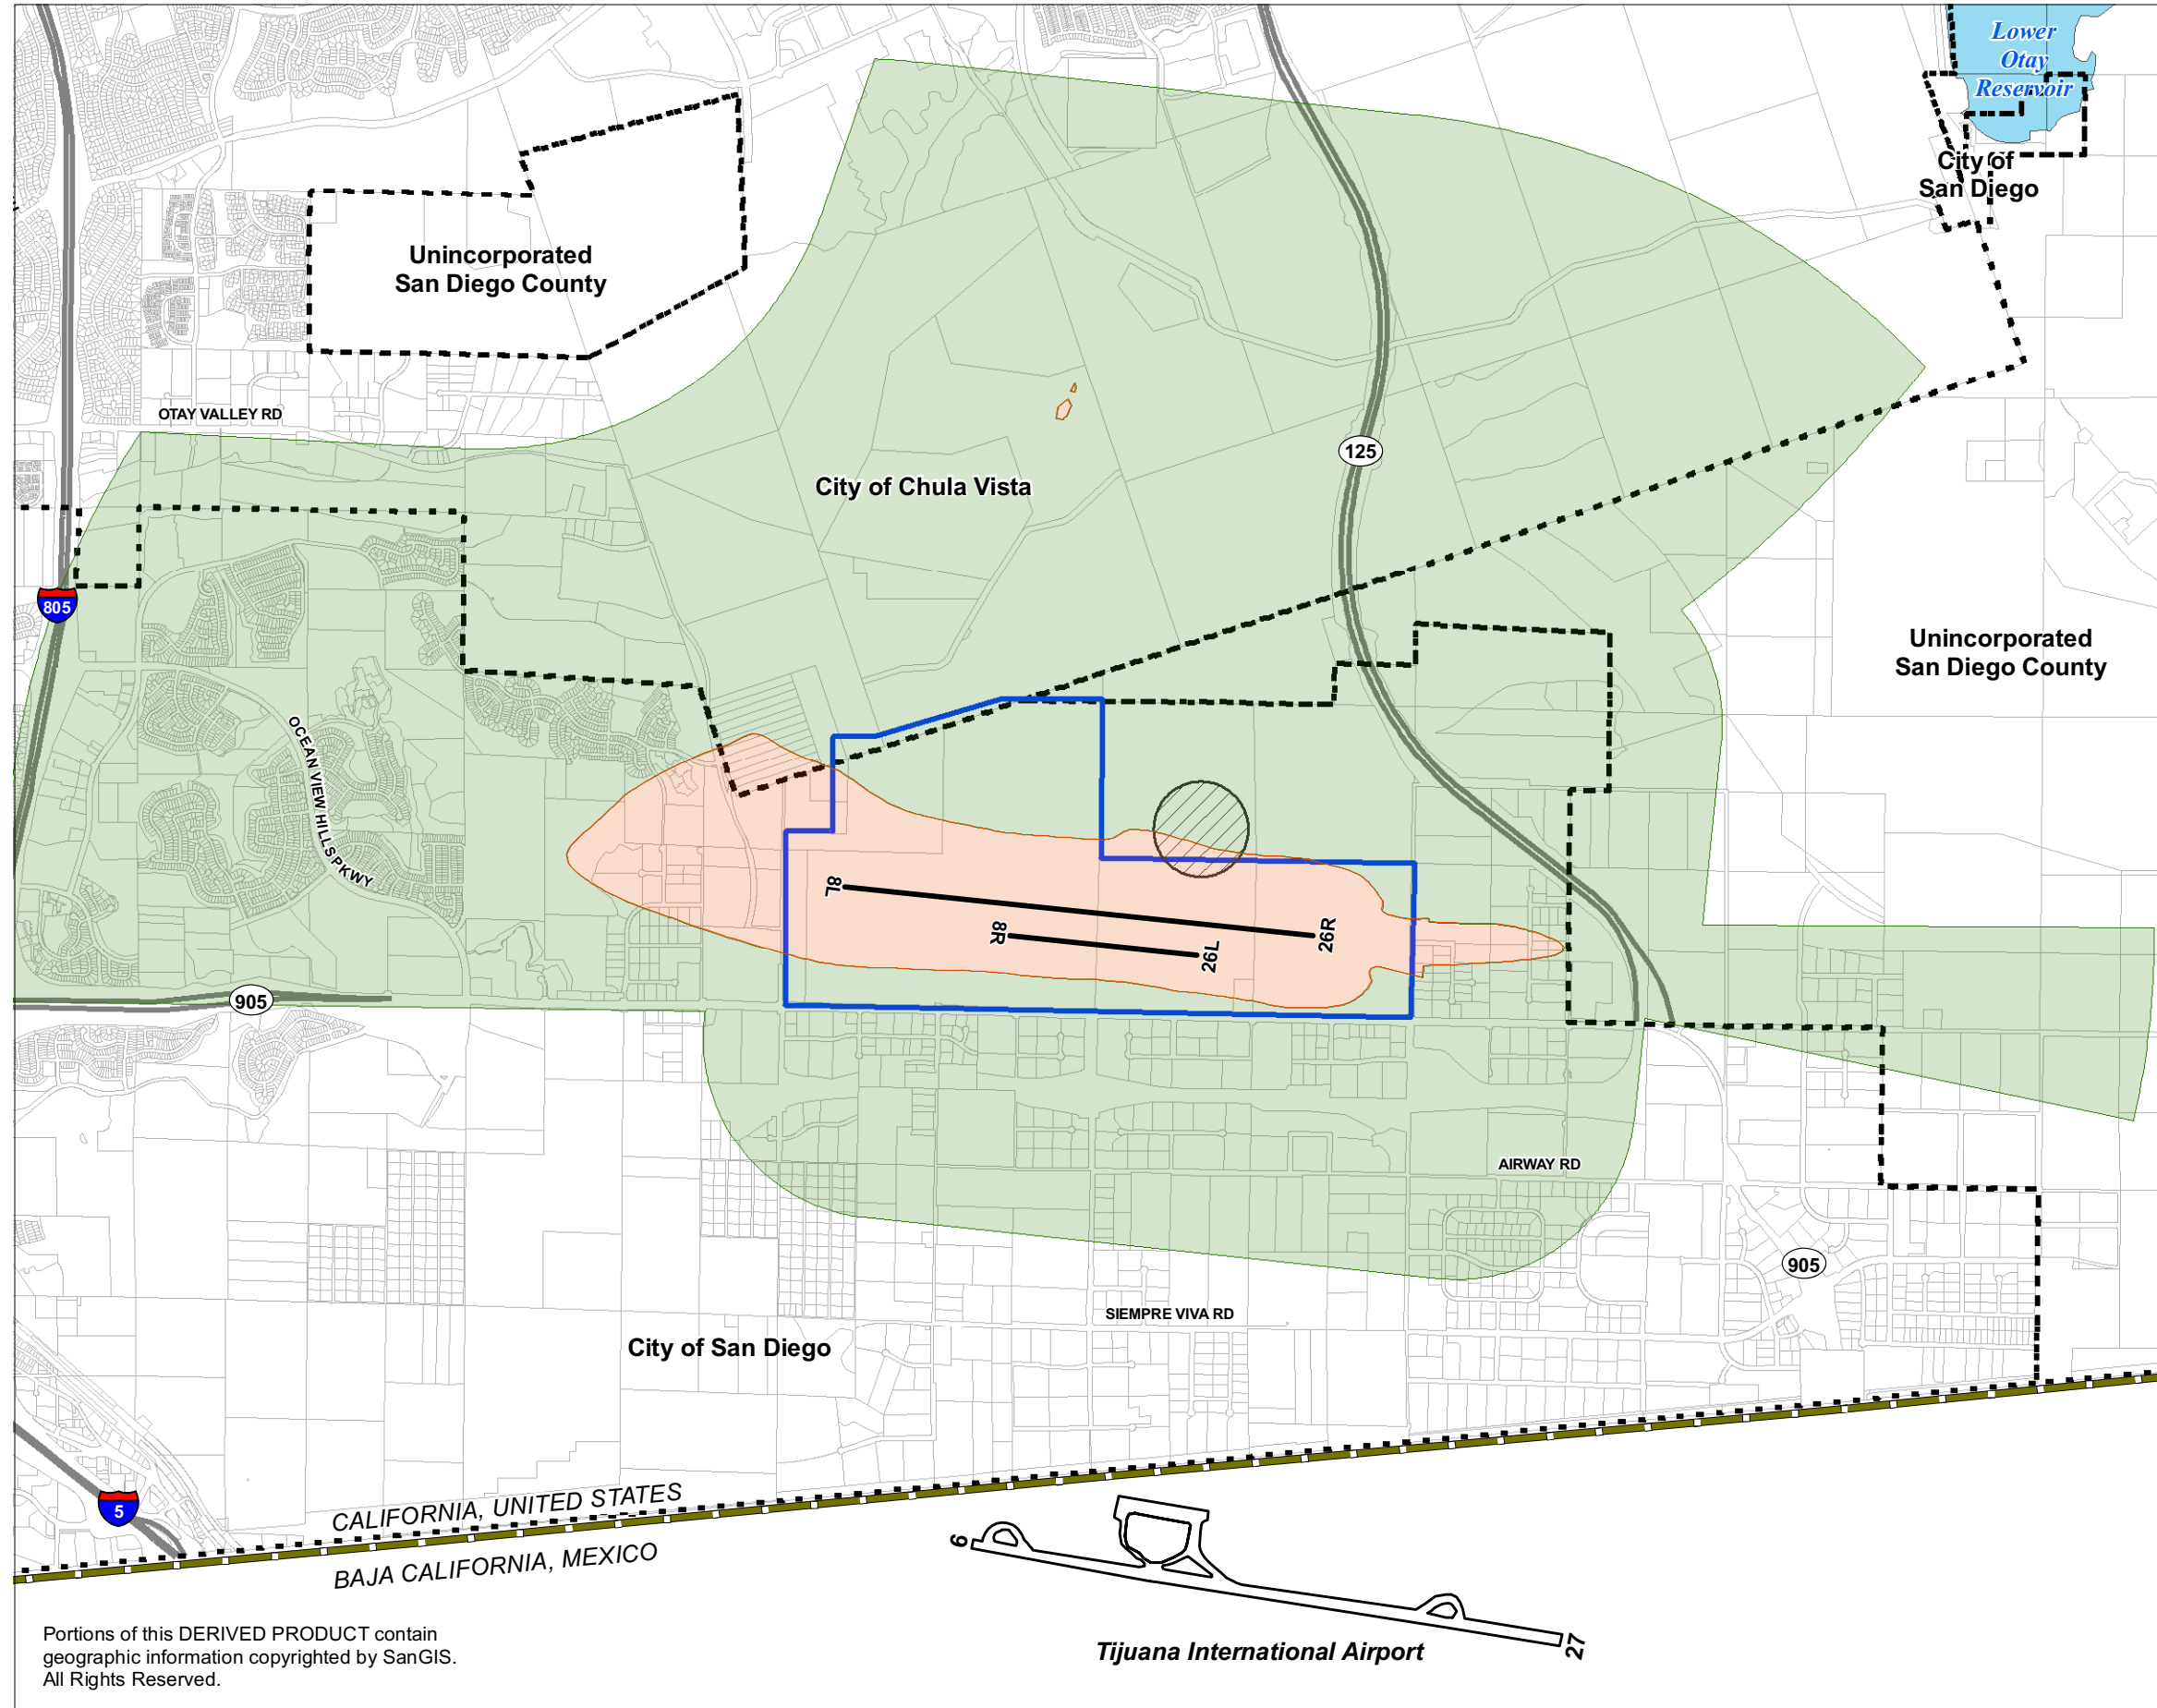 Lower
Otay
Reservoir
City of
San Diego
Unincorporated
San Diego County
OTAY VALLEY RD
125
City of Chula Vista
805
Unincorporated
San Diego County
OCEAN VIEW HILLS PKWY
8L
8R
26R
26L
905
AIRWAY RD
905
SIEMPRE VIVA RD
City of San Diego
5
CALIFORNIA, UNITED STATES
BAJA CALIFORNIA, MEXICO
9
27
Tijuana International Airport
Portions of this DERIVED PRODUCT contain
geographic information copyrighted by SanGIS.
All Rights Reserved.